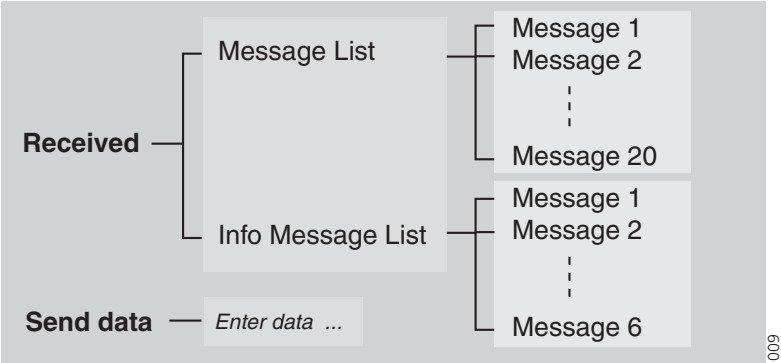 Received
Message List
Message 1
Message 2
Message 20
Info Message List
Message 1
Message 2
Message 6
Send data
Enter data ...
009